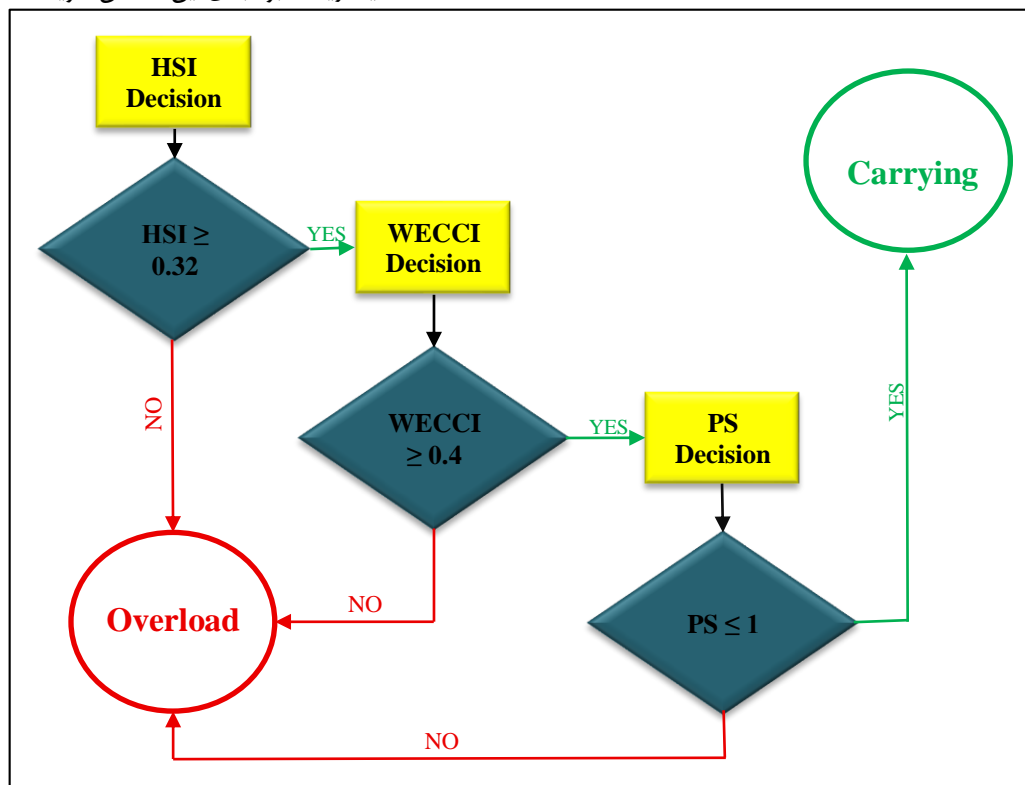 HSI
Decision
HSI ≥
0.32
YES
WECCI
Decision
NO
WECCI
≥ 0.4
YES
PS
Decision
NO
PS ≤ 1
YES
Carrying
NO
Overload